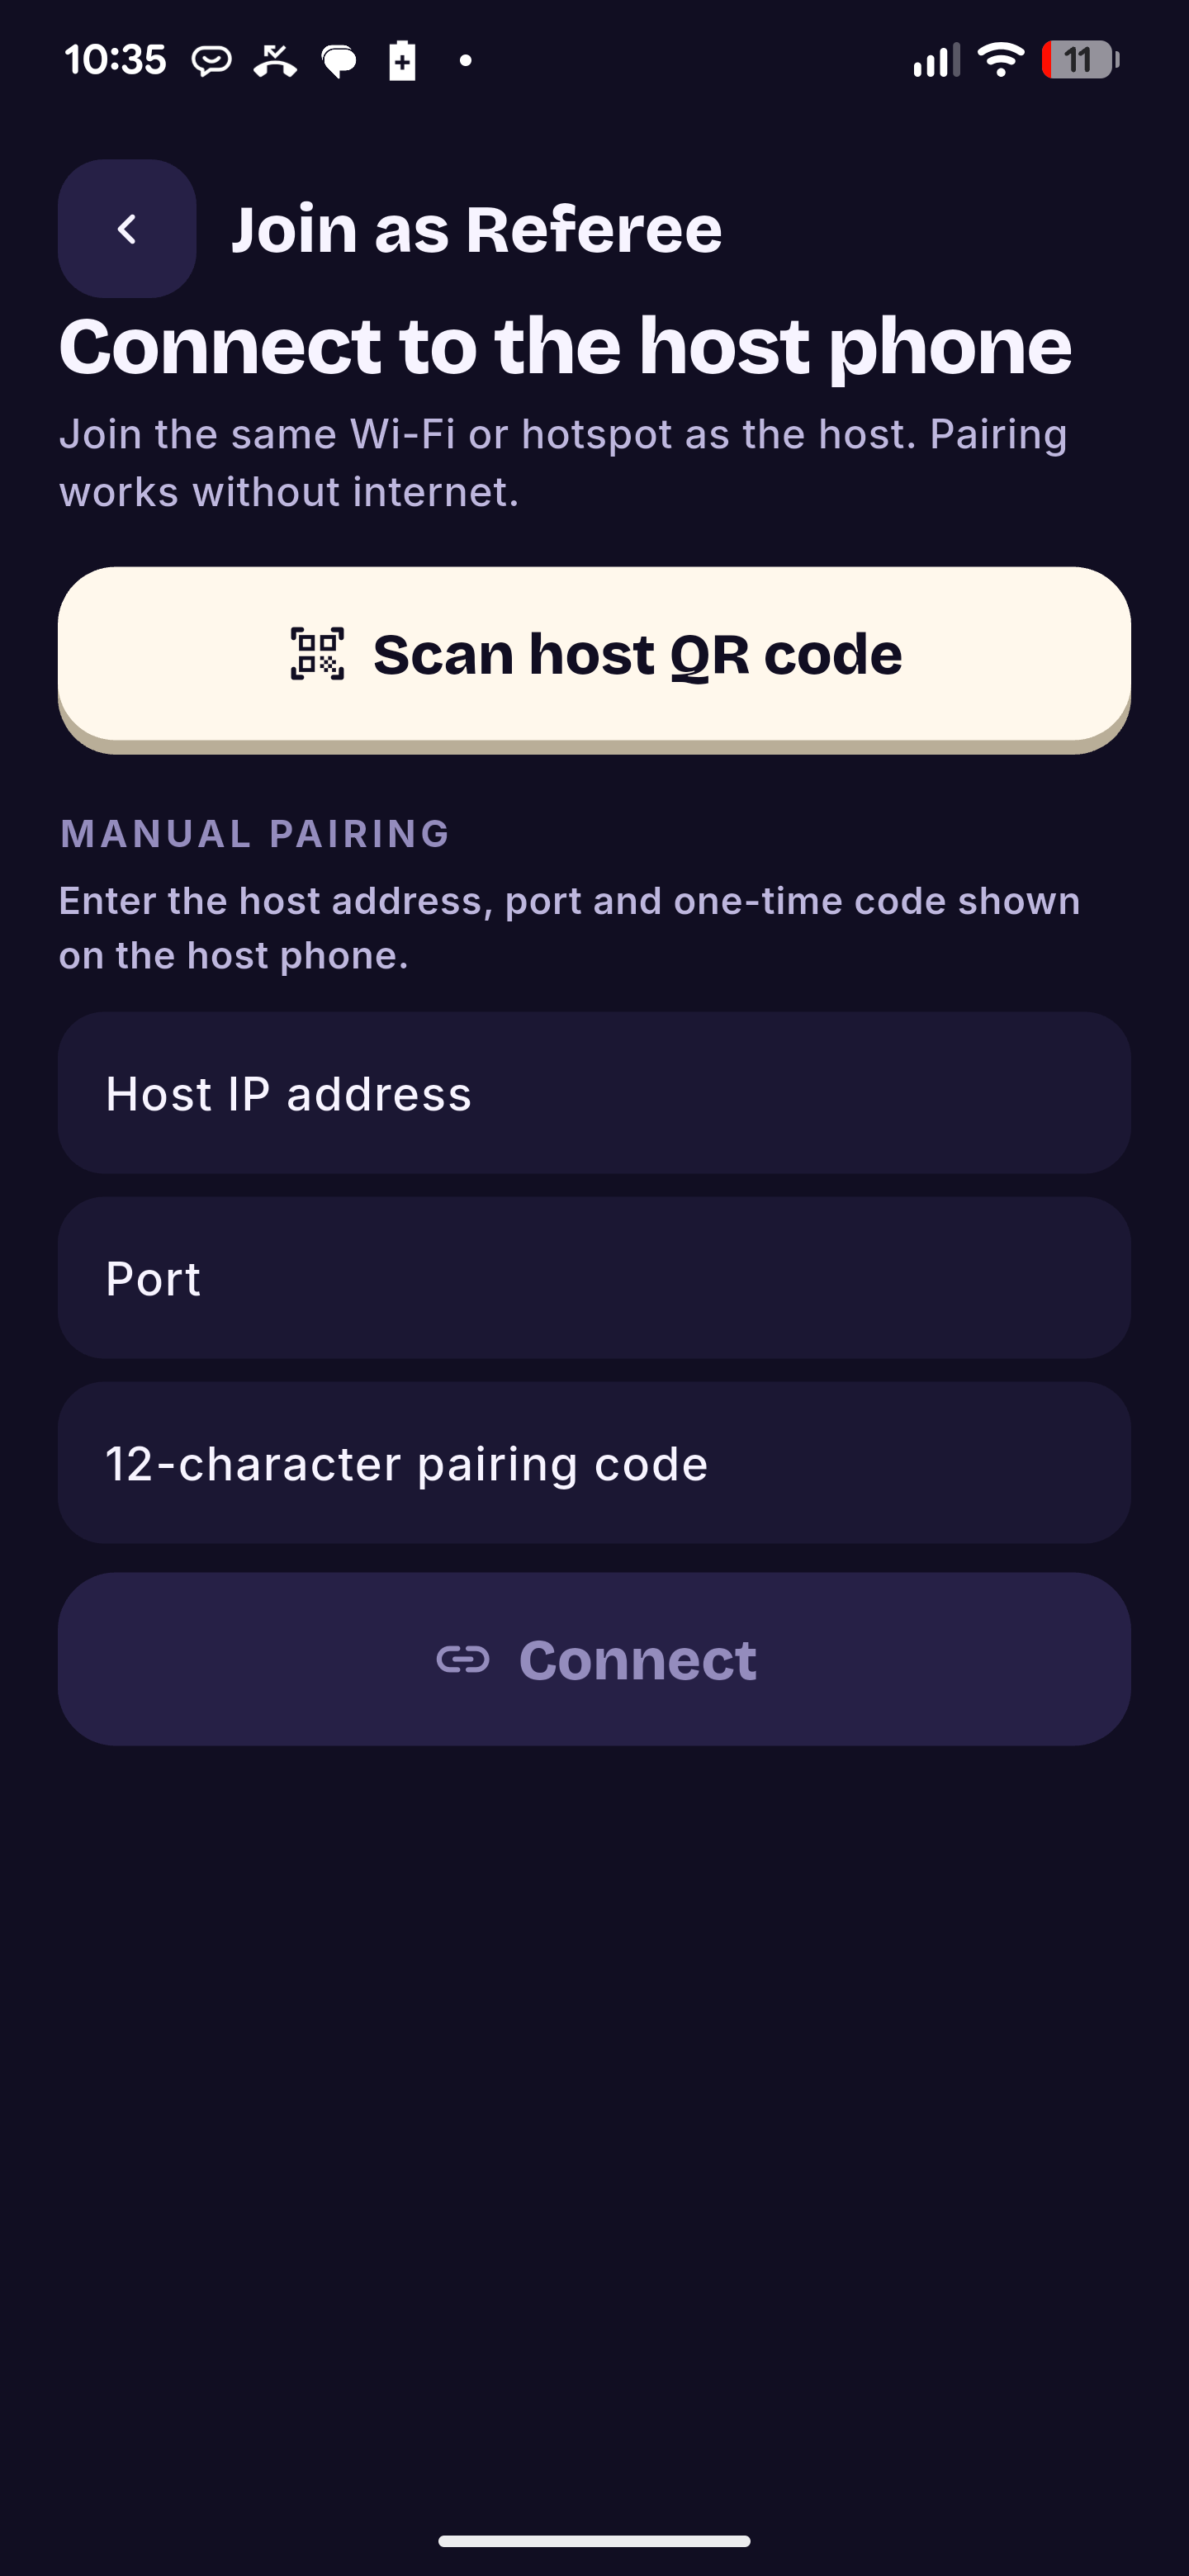 10:35
11
Join as Referee
Connect to the host phone
Join the same Wi-Fi or hotspot as the host. Pairing
works without internet.
Scan host QR code
MANUAL PAIRING
Enter the host address, port and one-time code shown
on the host phone.
Host IP address
Port
12-character pairing code
Connect